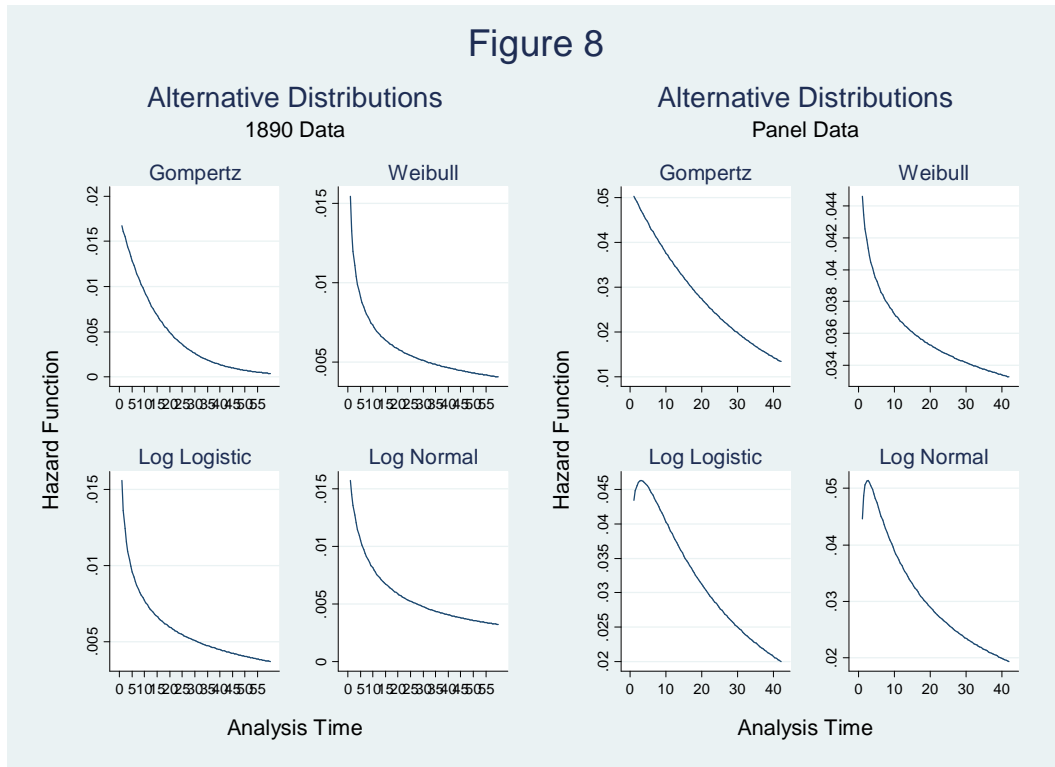 Figure 8
Alternative Distributions
1890 Data
Gompertz
.02
.015
.01
.005
0
0 5 10 15 20 25 30 35 40 45 50 55
Weibull
.015
.01
.005
0 5 10 15 20 25 30 35 40 45 50 55
Hazard Function
Log Logistic
.015
.01
.005
0 5 10 15 20 25 30 35 40 45 50 55
Log Normal
.015
.01
.005
0
0 5 10 15 20 25 30 35 40 45 50 55
Analysis Time
Alternative Distributions
Panel Data
Gompertz
.05
.04
.03
.02
.01
0 10 20 30 40
Weibull
.044
.042
.04
.038
.036
.034
0 10 20 30 40
Hazard Function
Log Logistic
.045
.04
.035
.03
.025
.02
0 10 20 30 40
Log Normal
.05
.04
.03
.02
0 10 20 30 40
Analysis Time